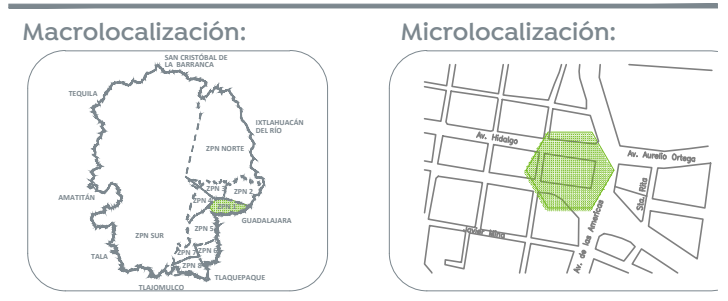 Macrolocalización:
SAN CRISTÓBAL DE
LA BARRANCA
TEQUILA
IXTLAHUACÁN
DEL RÍO
ZPN NORTE
ZPN 3
ZPN 2
ZPN 4
ZPN 1
AMATITÁN
GUADALAJARA
ZPN 5
ZPN SUR
ZPN 6
ZPN 7
ZPN 8
TALA
TLAQUEPAQUE
TLAJOMULCO
Microlocalización:
Av. Hidalgo
Av. Aurelio Ortega
Sta. Rita
Javier Mina
Av. de las Americas